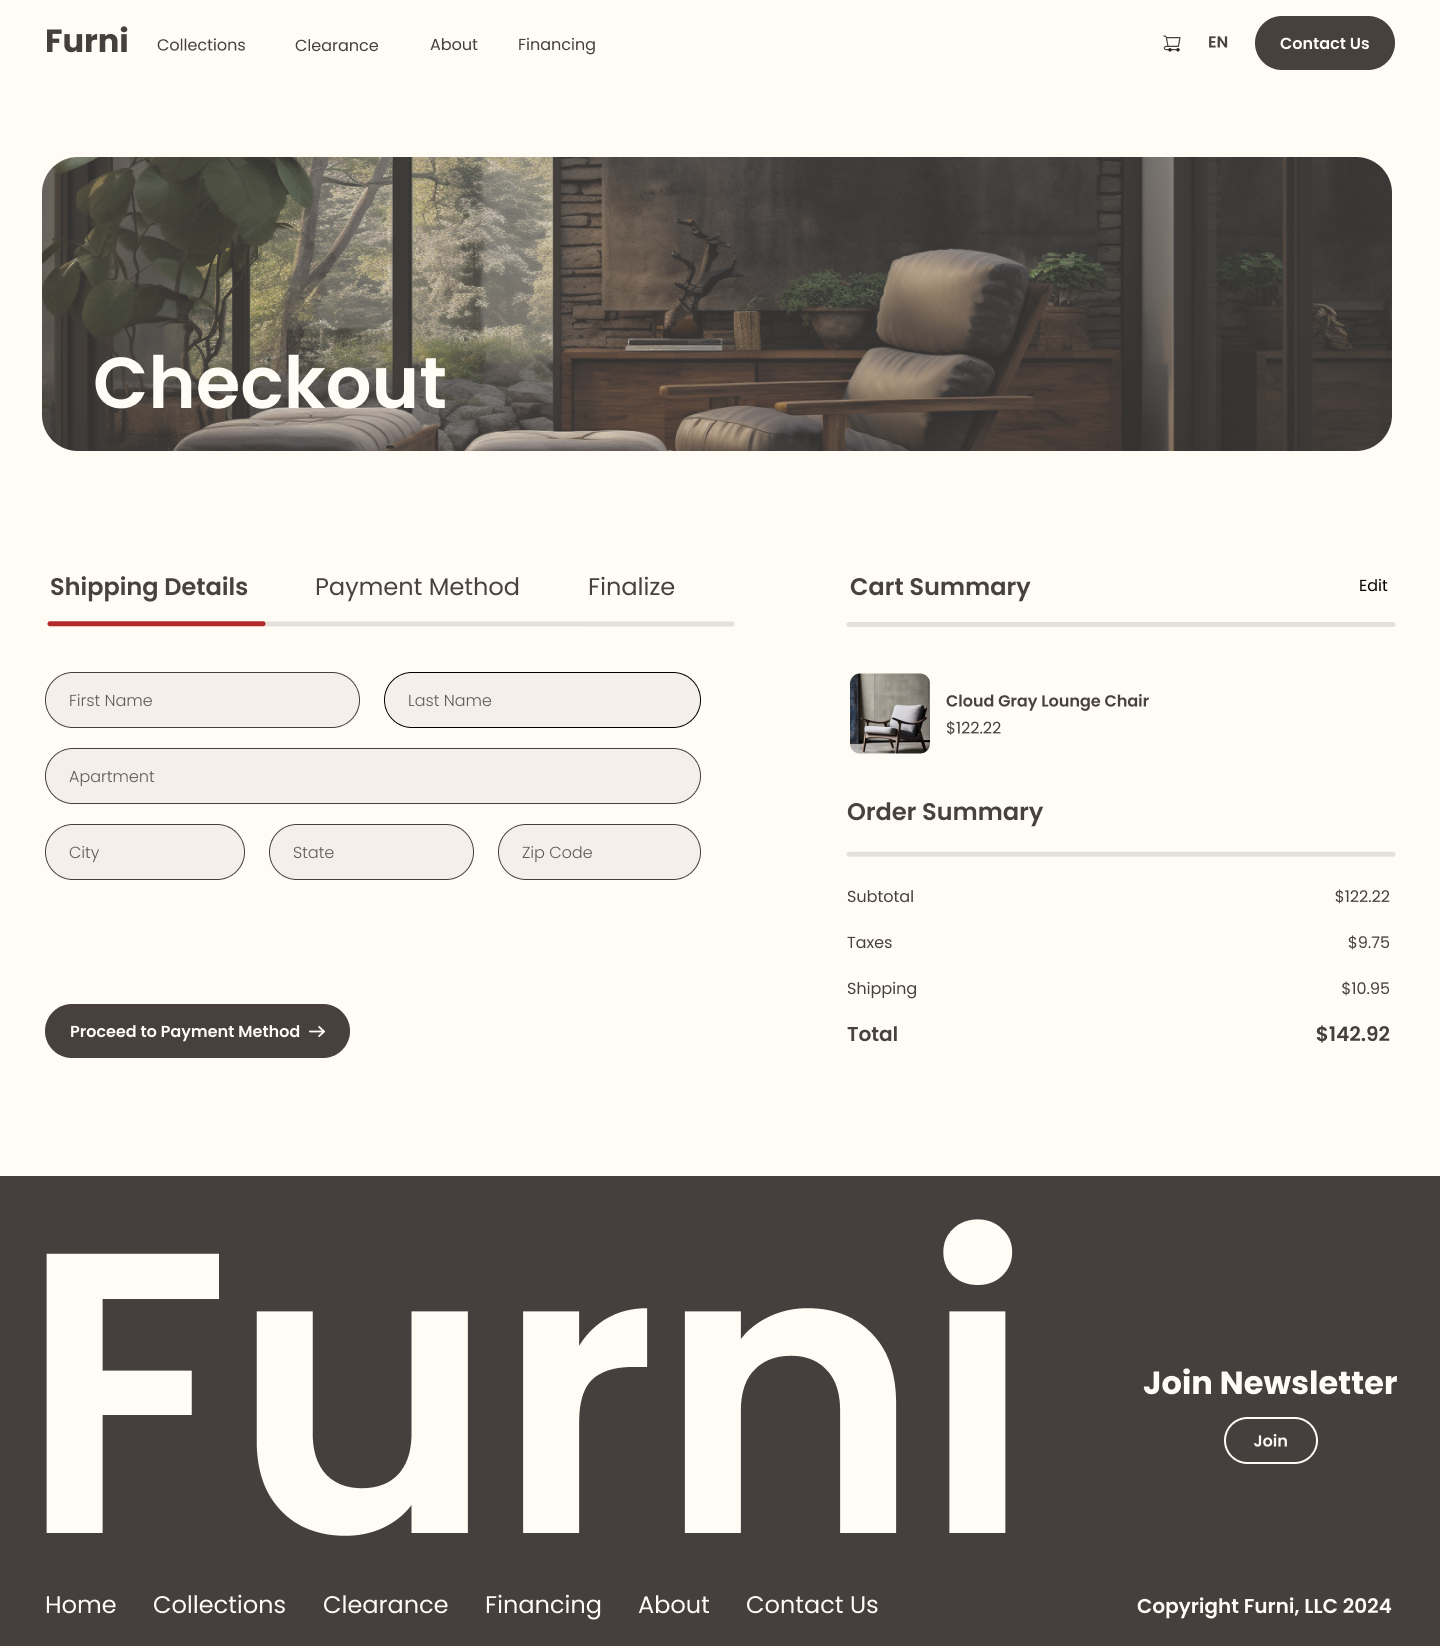 Furni
Collections
Clearance
About
Financing
EN
Contact Us
Checkout
Shipping Details
Payment Method
Finalize
First Name
Last Name
Apartment
City
State
Zip Code
Proceed to Payment Method
Cart Summary
Edit
Cloud Gray Lounge Chair
$122.22
Order Summary
Subtotal $122.22
Taxes $9.75
Shipping $10.95
Total $142.92
Furni
Join Newsletter
Join
Home
Collections
Clearance
Financing
About
Contact Us
Copyright Furni, LLC 2024